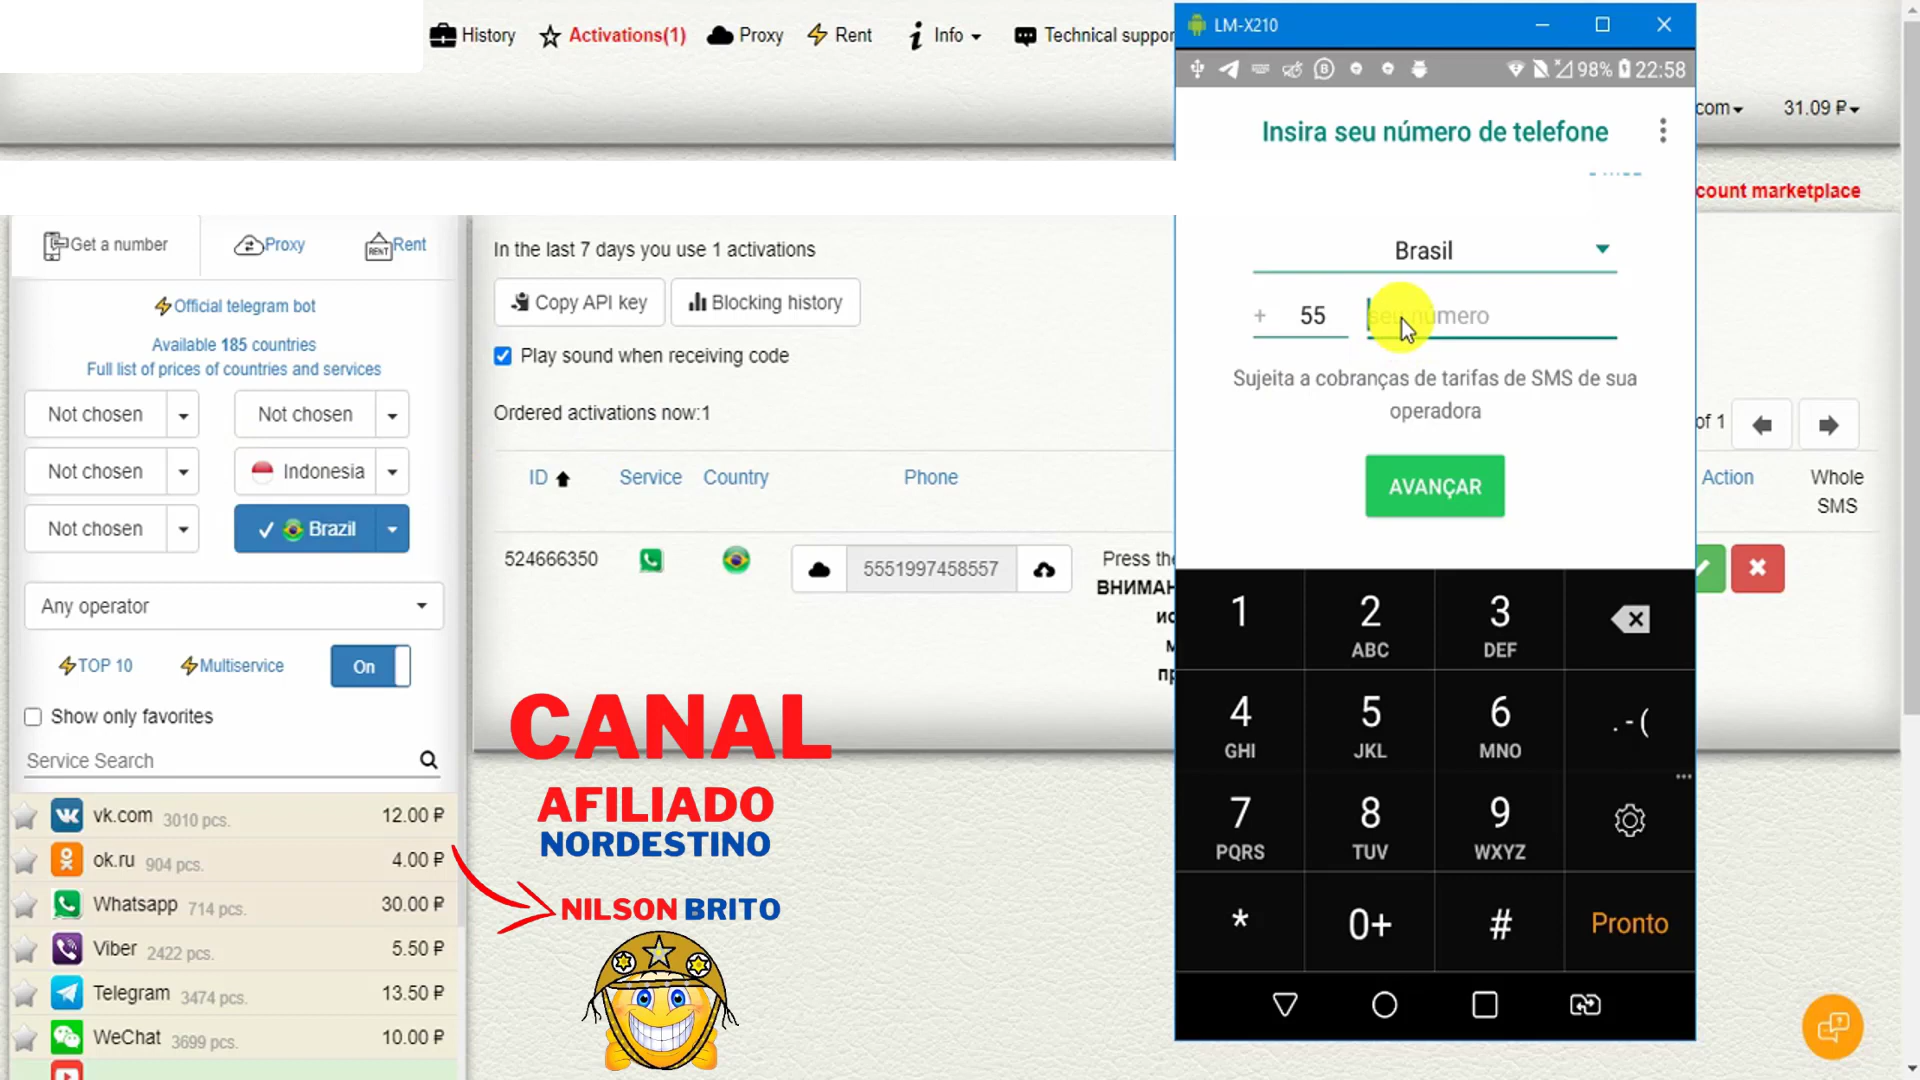 History
Activations(1)
Proxy
Rent
Info
Technical suppor
LM-X210
98% 22:58
com
31.09 ₽
Insira seu número de telefone
count marketplace
Get a number
Proxy
Rent
RENT
Official telegram bot
Available 185 countries
Full list of prices of countries and services
Not chosen
Not chosen
Not chosen
Indonesia
Not chosen
Brazil
Any operator
TOP 10
Multiservice
On
Show only favorites
Service Search
vk.com 3010 pcs. 12.00 ₽
ok.ru 904 pcs. 4.00 ₽
Whatsapp 714 pcs. 30.00 ₽
Viber 2422 pcs. 5.50 ₽
Telegram 3474 pcs. 13.50 ₽
WeChat 3699 pcs. 10.00 ₽
In the last 7 days you use 1 activations
Copy API key
Blocking history
Play sound when receiving code
Ordered activations now:1
of 1
ID
Service
Country
Phone
Action
Whole
SMS
524666350
5551997458557
Press the
ВНИМАН
ис
м
пр
CANAL
AFILIADO
NORDESTINO
NILSON BRITO
Brasil
+ 55 seu número
Sujeita a cobranças de tarifas de SMS de sua
operadora
AVANÇAR
1
2 ABC
3 DEF
4 GHI
5 JKL
6 MNO
. - (
7 PQRS
8 TUV
9 WXYZ
*
0+
#
Pronto